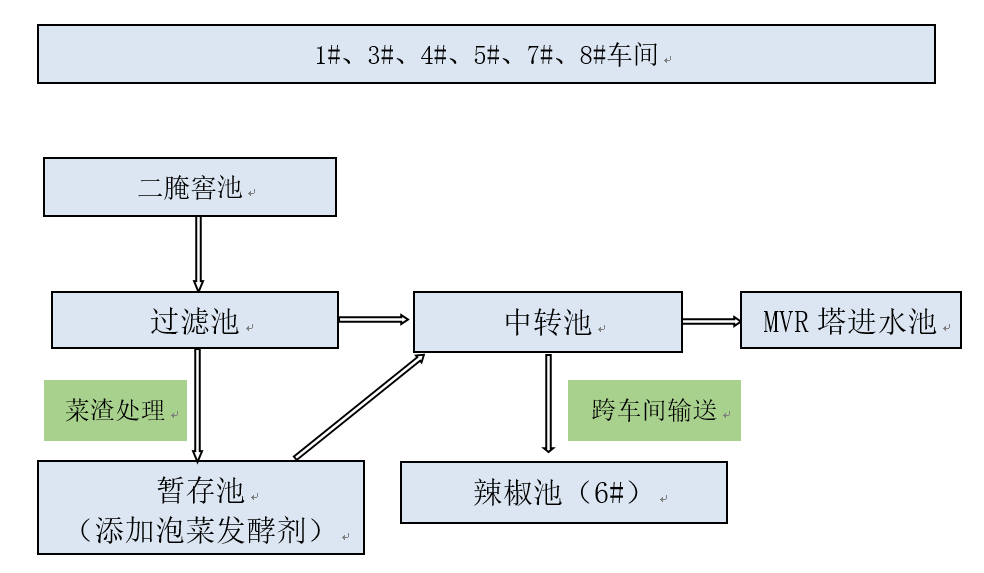 1#、3#、4#、5#、7#、8#车间
二腌窖池
过滤池
中转池
MVR 塔进水池
菜渣处理
跨车间输送
暂存池
（添加泡菜发酵剂）
辣椒池（6#）